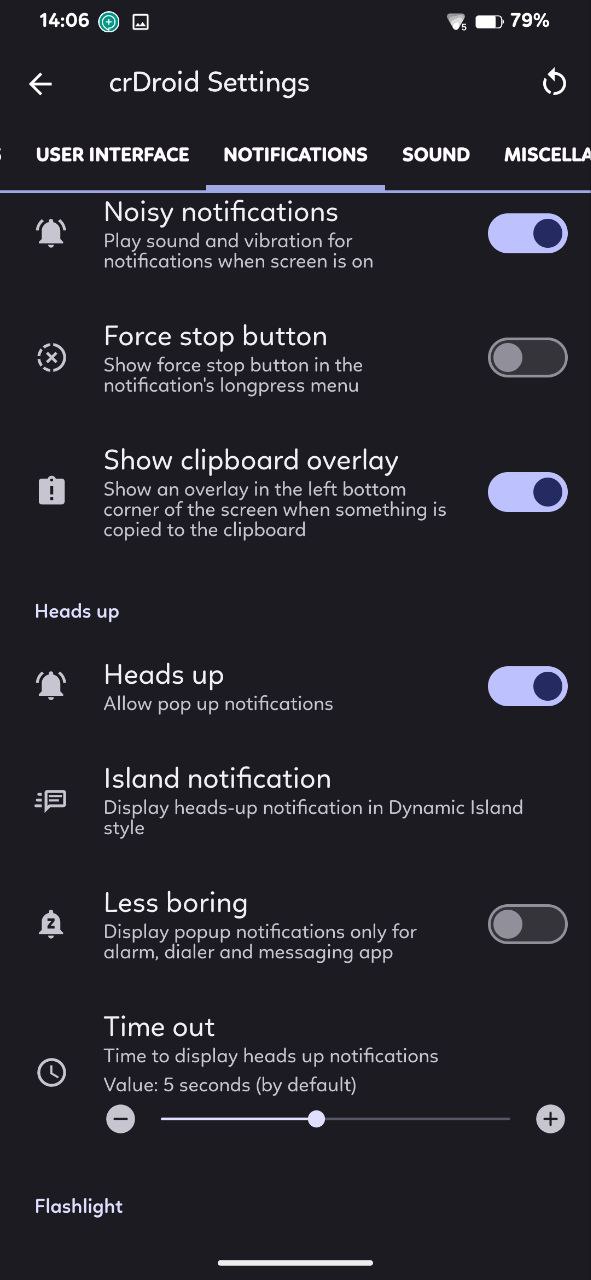 14:06
5
79%
crDroid Settings
S USER INTERFACE NOTIFICATIONS SOUND MISCELLA
Noisy notifications
Play sound and vibration for
notifications when screen is on
Force stop button
Show force stop button in the
notification's longpress menu
Show clipboard overlay
Show an overlay in the left bottom
corner of the screen when something is
copied to the clipboard
Heads up
Heads up
Allow pop up notifications
Island notification
Display heads-up notification in Dynamic Island
style
Z
Less boring
Display popup notifications only for
alarm, dialer and messaging app
Time out
Time to display heads up notifications
Value: 5 seconds (by default)
Flashlight